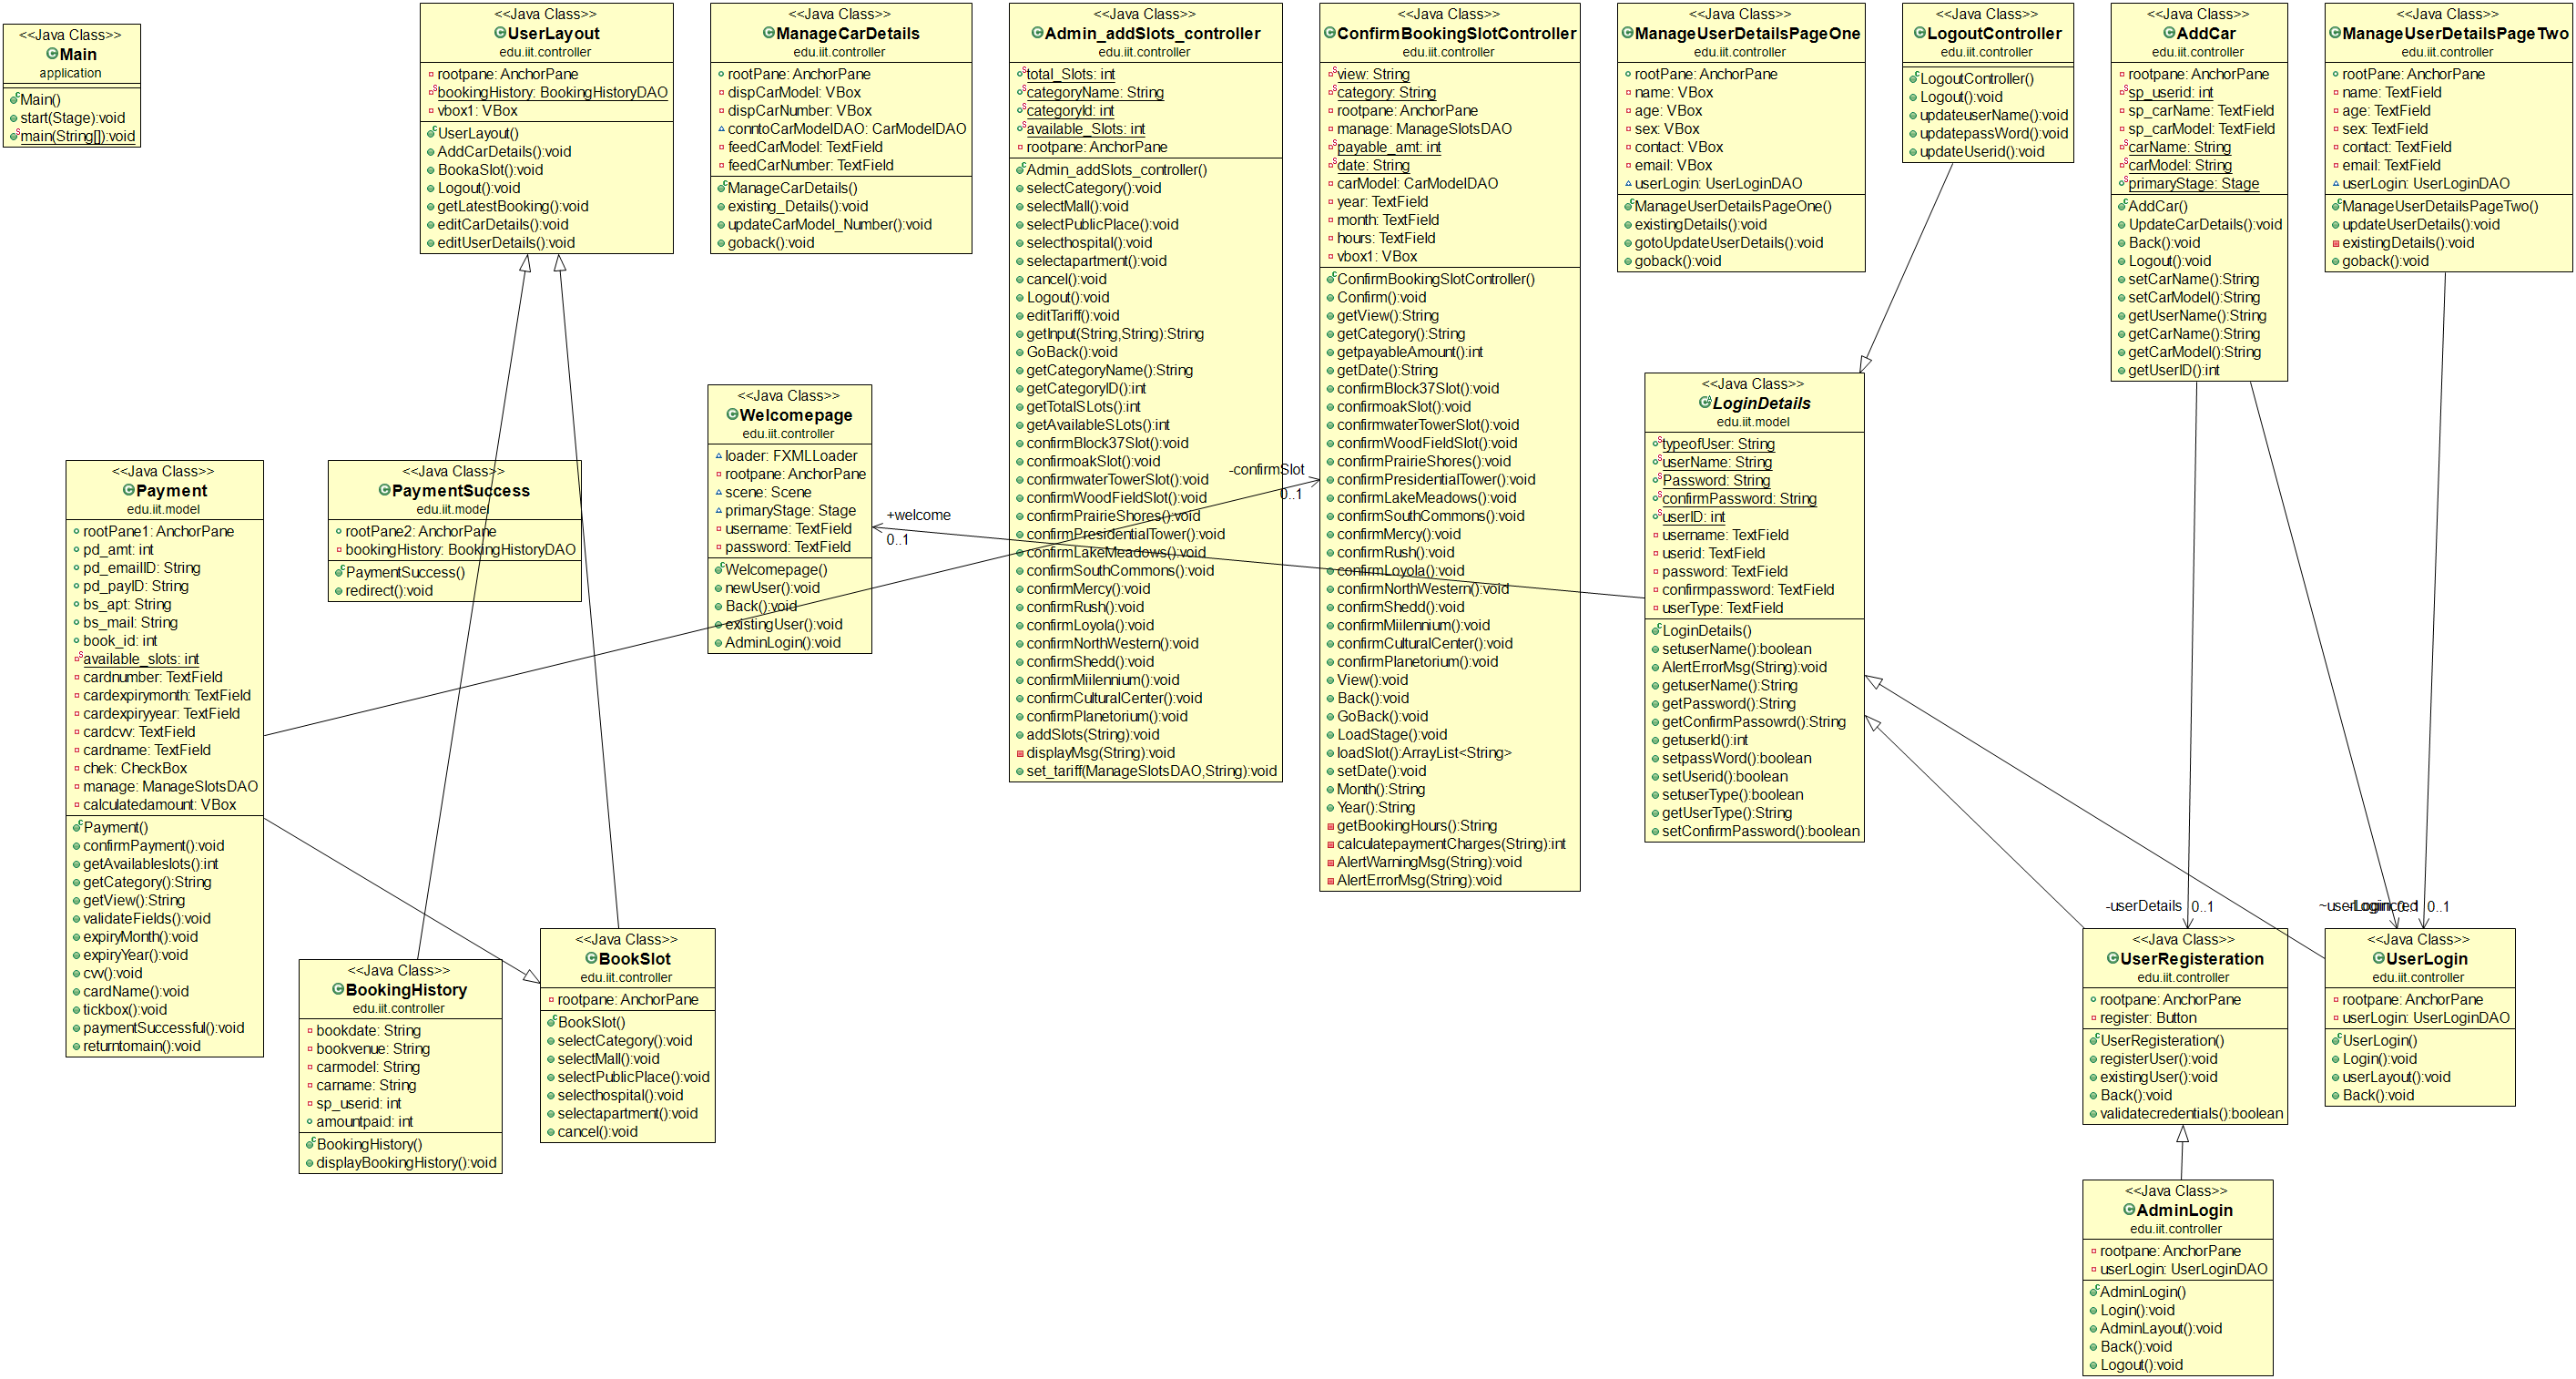 <<Java Class>>
Main
application
Main()
start(Stage):void
main(String[]):void
<<Java Class>>
UserLayout
edu.iit.controller
rootpane: AnchorPane
bookingHistory: BookingHistoryDAO
vbox1: VBox
UserLayout()
AddCarDetails():void
BookaSlot():void
Logout():void
getLatestBooking():void
editCarDetails():void
editUserDetails():void
<<Java Class>>
ManageCarDetails
edu.iit.controller
rootPane: AnchorPane
dispCarModel: VBox
dispCarNumber: VBox
conntoCarModelDAO: CarModelDAO
feedCarModel: TextField
feedCarNumber: TextField
ManageCarDetails()
existing_Details():void
updateCarModel_Number():void
goback():void
<<Java Class>>
Admin_addSlots_controller
edu.iit.controller
total_Slots: int
categoryName: String
categoryId: int
available_Slots: int
rootpane: AnchorPane
Admin_addSlots_controller()
selectCategory():void
selectMall():void
selectPublicPlace():void
selecthospital():void
selectapartment():void
cancel():void
Logout():void
editTariff():void
getInput(String,String):String
GoBack():void
getCategoryName():String
getCategoryID():int
getTotalSLots():int
getAvailableSLots():int
confirmBlock37Slot():void
confirmoakSlot():void
confirmwaterTowerSlot():void
confirmWoodFieldSlot():void
confirmPrairieShores():void
confirmPresidentialTower():void
confirmLakeMeadows():void
confirmSouthCommons():void
confirmMercy():void
confirmRush():void
confirmLoyola():void
confirmNorthWestern():void
confirmShedd():void
confirmMiilennium():void
confirmCulturalCenter():void
confirmPlanetorium():void
addSlots(String):void
displayMsg(String):void
set_tariff(ManageSlotsDAO,String):void
<<Java Class>>
ConfirmBookingSlotController
edu.iit.controller
view: String
category: String
rootpane: AnchorPane
manage: ManageSlotsDAO
payable_amt: int
date: String
carModel: CarModelDAO
year: TextField
month: TextField
hours: TextField
vbox1: VBox
ConfirmBookingSlotController()
Confirm():void
getView():String
getCategory():String
getpayableAmount():int
getDate():String
confirmBlock37Slot():void
confirmoakSlot():void
confirmwaterTowerSlot():void
confirmWoodFieldSlot():void
confirmPrairieShores():void
confirmPresidentialTower():void
confirmLakeMeadows():void
confirmSouthCommons():void
confirmMercy():void
confirmRush():void
confirmLoyola():void
confirmNorthWestern():void
confirmShedd():void
confirmMiilennium():void
confirmCulturalCenter():void
confirmPlanetorium():void
View():void
Back():void
GoBack():void
LoadStage():void
loadSlot():ArrayList<String>
setDate():void
Month():String
Year():String
getBookingHours():String
calculatepaymentCharges(String):int
AlertWarningMsg(String):void
AlertErrorMsg(String):void
<<Java Class>>
ManageUserDetailsPageOne
edu.iit.controller
rootPane: AnchorPane
name: VBox
age: VBox
sex: VBox
contact: VBox
email: VBox
userLogin: UserLoginDAO
ManageUserDetailsPageOne()
existingDetails():void
gotoUpdateUserDetails():void
goback():void
<<Java Class>>
LogoutController
edu.iit.controller
LogoutController()
Logout():void
updateuserName():void
updatepassWord():void
updateUserid():void
<<Java Class>>
AddCar
edu.iit.controller
rootpane: AnchorPane
sp_userid: int
sp_carName: TextField
sp_carModel: TextField
carName: String
carModel: String
primaryStage: Stage
AddCar()
UpdateCarDetails():void
Back():void
Logout():void
setCarName():String
setCarModel():String
getUserName():String
getCarName():String
getCarModel():String
getUserID():int
<<Java Class>>
ManageUserDetailsPageTwo
edu.iit.controller
rootPane: AnchorPane
name: TextField
age: TextField
sex: TextField
contact: TextField
email: TextField
userLogin: UserLoginDAO
ManageUserDetailsPageTwo()
updateUserDetails():void
existingDetails():void
goback():void
<<Java Class>>
Welcomepage
edu.iit.controller
loader: FXMLLoader
rootpane: AnchorPane
scene: Scene
primaryStage: Stage
username: TextField
password: TextField
Welcomepage()
newUser():void
Back():void
existingUser():void
AdminLogin():void
+welcome
0..1
-confirmSlot
0..1
<<Java Class>>
LoginDetails
edu.iit.model
typeofUser: String
userName: String
Password: String
confirmPassword: String
userID: int
username: TextField
userid: TextField
password: TextField
confirmpassword: TextField
userType: TextField
LoginDetails()
setuserName():boolean
AlertErrorMsg(String):void
getuserName():String
getPassword():String
getConfirmPassowrd():String
getuserId():int
setpassWord():boolean
setUserid():boolean
setuserType():boolean
getUserType():String
setConfirmPassword():boolean
<<Java Class>>
Payment
edu.iit.model
rootPane1: AnchorPane
pd_amt: int
pd_emailID: String
pd_payID: String
bs_apt: String
bs_mail: String
book_id: int
available_slots: int
cardnumber: TextField
cardexpirymonth: TextField
cardexpiryyear: TextField
cardcvv: TextField
cardname: TextField
chek: CheckBox
manage: ManageSlotsDAO
calculatedamount: VBox
Payment()
confirmPayment():void
getAvailableslots():int
getCategory():String
getView():String
validateFields():void
expiryMonth():void
expiryYear():void
cvv():void
cardName():void
tickbox():void
paymentSuccessful():void
returntomain():void
<<Java Class>>
PaymentSuccess
edu.iit.model
rootPane2: AnchorPane
bookingHistory: BookingHistoryDAO
PaymentSuccess()
redirect():void
<<Java Class>>
BookingHistory
edu.iit.controller
bookdate: String
bookvenue: String
carmodel: String
carname: String
sp_userid: int
amountpaid: int
BookingHistory()
displayBookingHistory():void
<<Java Class>>
BookSlot
edu.iit.controller
rootpane: AnchorPane
BookSlot()
selectCategory():void
selectMall():void
selectPublicPlace():void
selecthospital():void
selectapartment():void
cancel():void
-userDetails 0..1
0..1
<<Java Class>>
UserRegisteration
edu.iit.controller
rootpane: AnchorPane
register: Button
UserRegisteration()
registerUser():void
existingUser():void
Back():void
validatecredentials():boolean
<<Java Class>>
UserLogin
edu.iit.controller
rootpane: AnchorPane
userLogin: UserLoginDAO
UserLogin()
Login():void
userLayout():void
Back():void
<<Java Class>>
AdminLogin
edu.iit.controller
rootpane: AnchorPane
userLogin: UserLoginDAO
AdminLogin()
Login():void
AdminLayout():void
Back():void
Logout():void